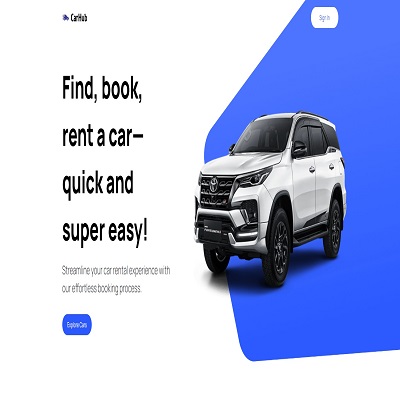 CarHub
Sign In
Find, book,
rent a car—
quick and
super easy!
Streamline your car rental experience with
our effortless booking process.
Explore Cars